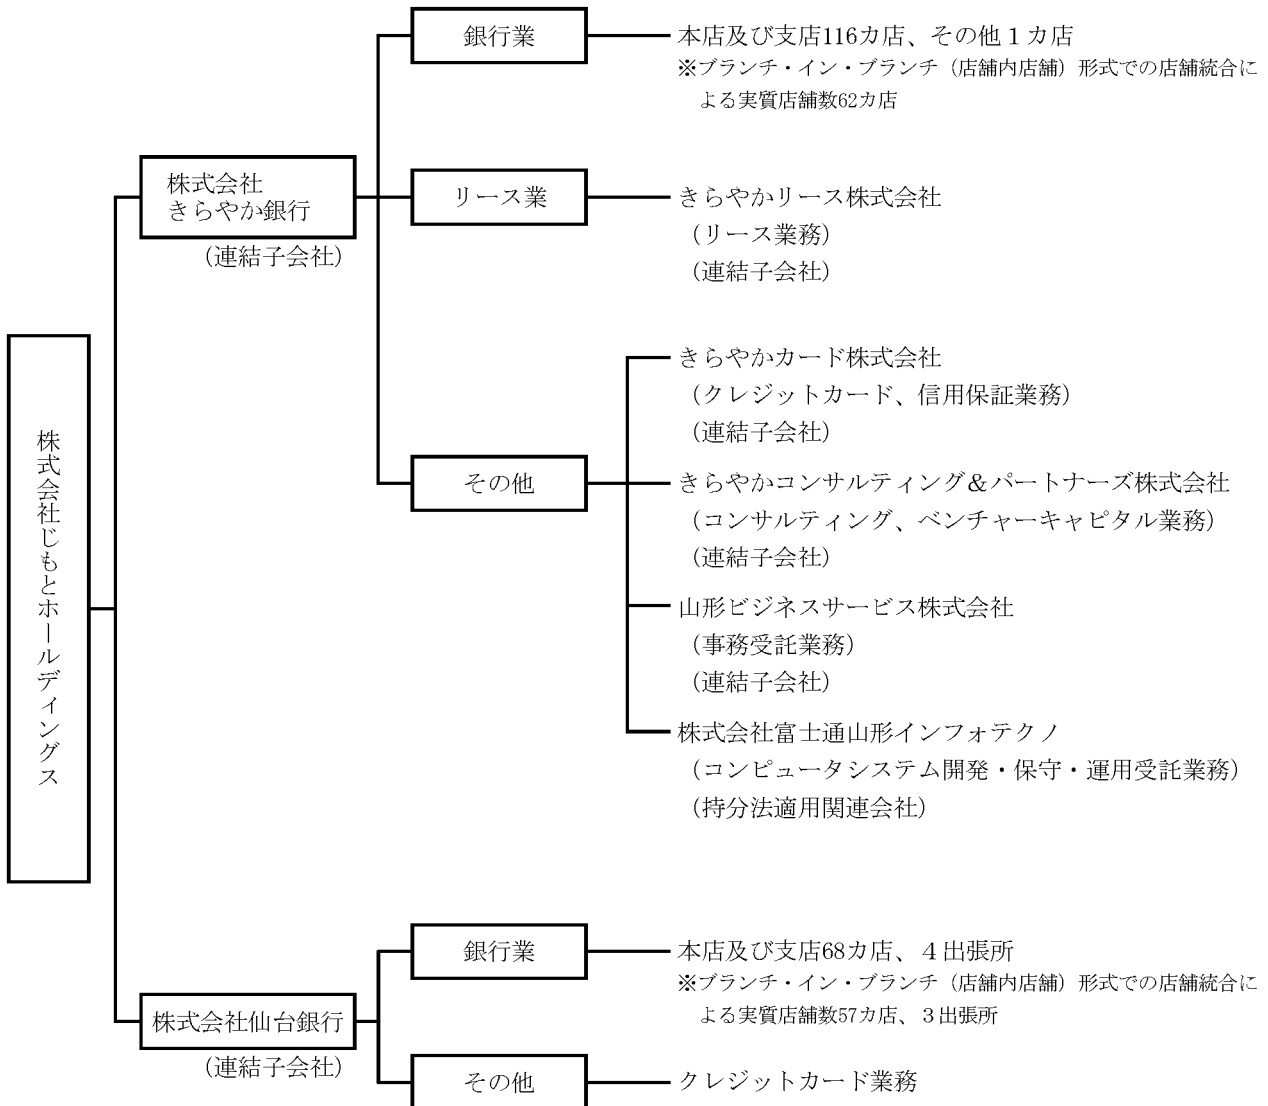 株式会社じもとホールディングス
株式会社
きらやか銀行
(連結子会社)
銀行業
本店及び支店116カ店、その他1カ店
※ブランチ・イン・ブランチ（店舗内店舗）形式での店舗統合に
よる実質店舗数62カ店
リース業
きらやかリース株式会社
（リース業務）
（連結子会社）
その他
きらやかカード株式会社
（クレジットカード、信用保証業務）
（連結子会社）
きらやかコンサルティング＆パートナーズ株式会社
（コンサルティング、ベンチャーキャピタル業務）
（連結子会社）
山形ビジネスサービス株式会社
（事務受託業務）
（連結子会社）
株式会社富士通山形インフォテクノ
（コンピュータシステム開発・保守・運用受託業務）
（持分法適用関連会社）
株式会社仙台銀行
(連結子会社)
銀行業
本店及び支店68カ店、４出張所
※ブランチ・イン・ブランチ（店舗内店舗）形式での店舗統合に
よる実質店舗数57カ店、３出張所
その他
クレジットカード業務